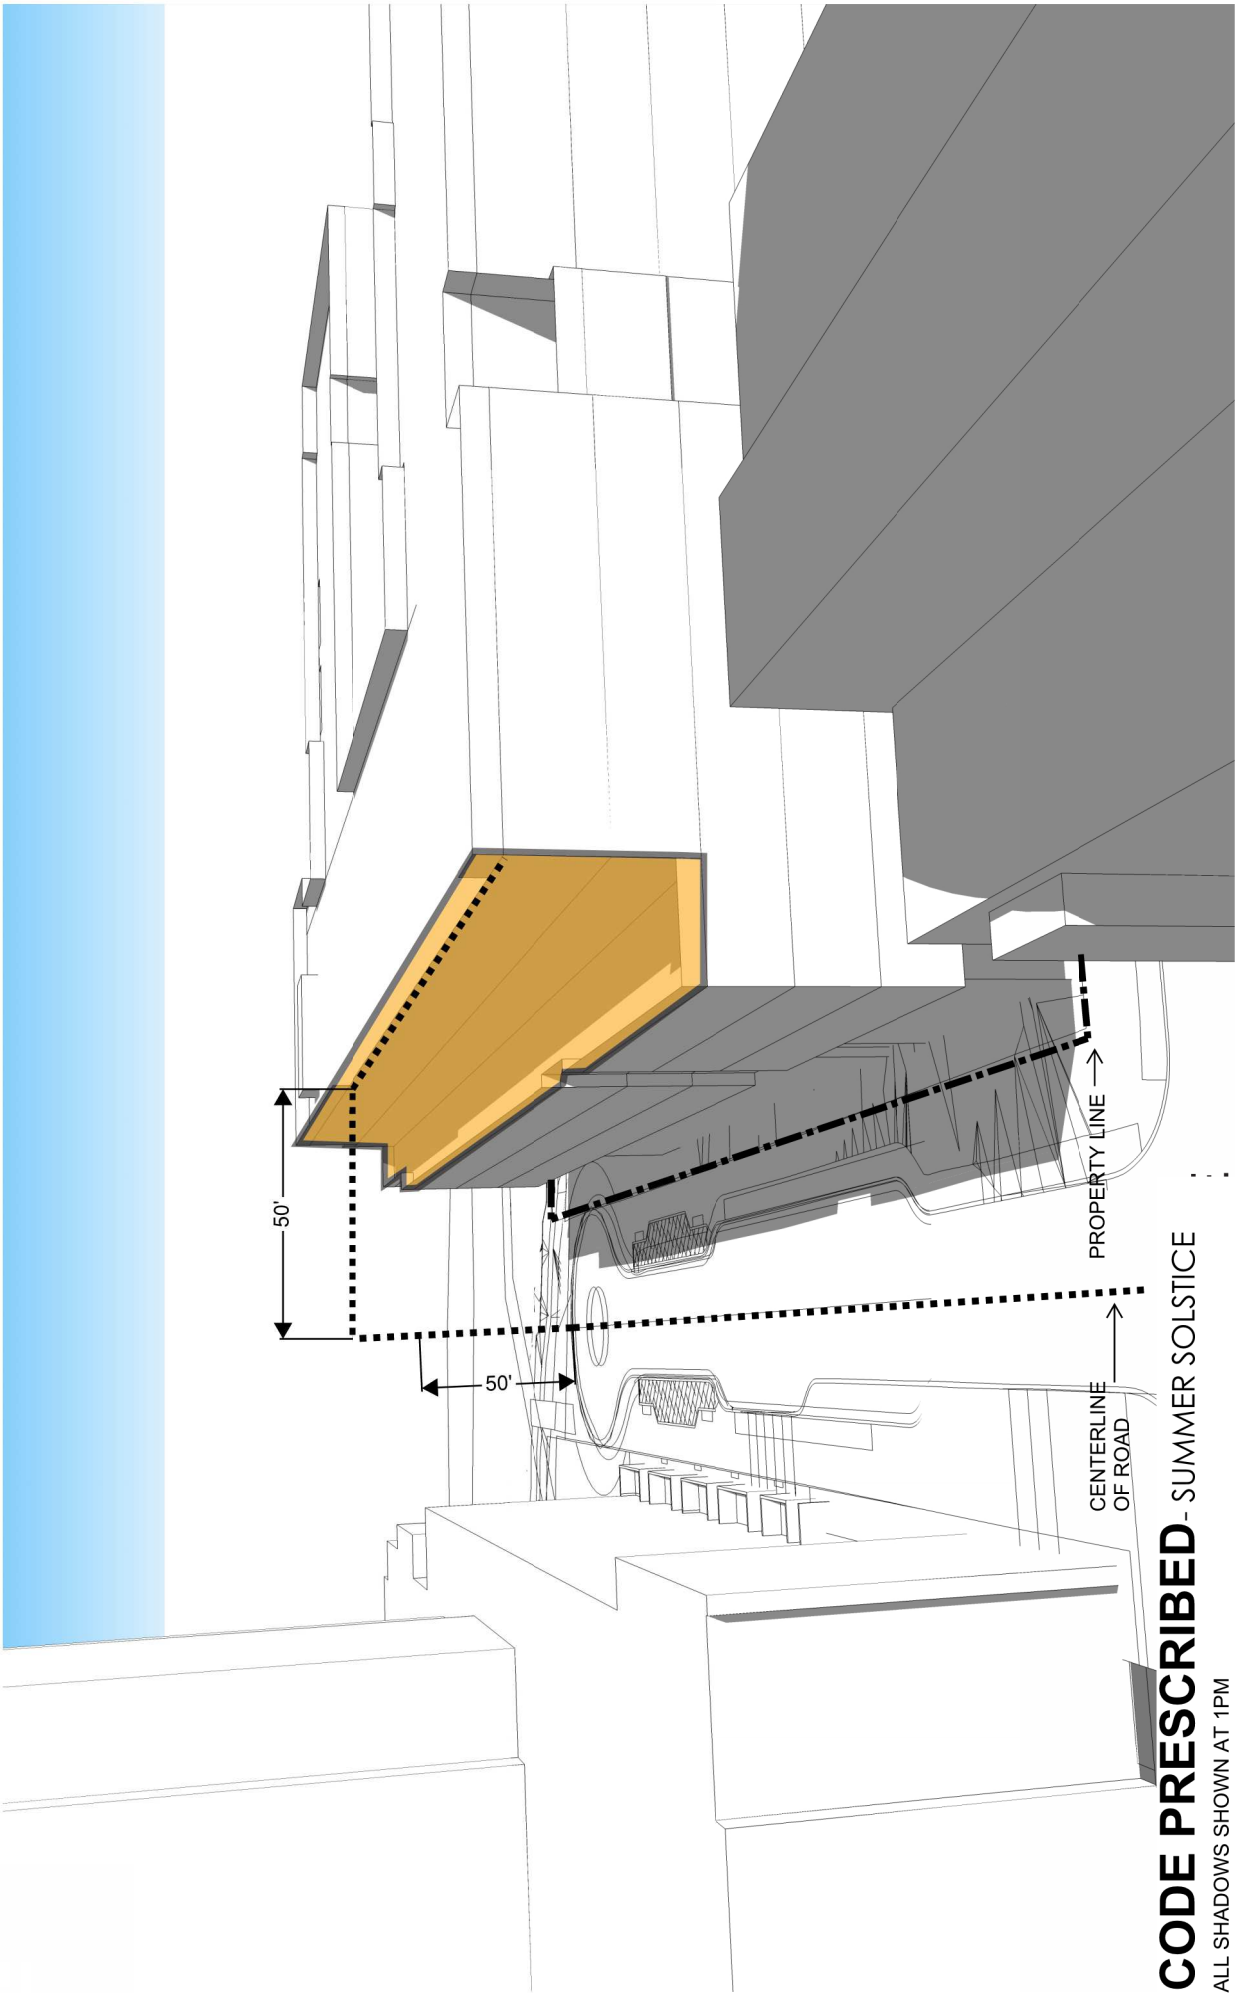 50'
50'
PROPERTY LINE
CENTERLINE
OF ROAD
CODE PRESCRIBED- SUMMER SOLSTICE
ALL SHADOWS SHOWN AT 1PM